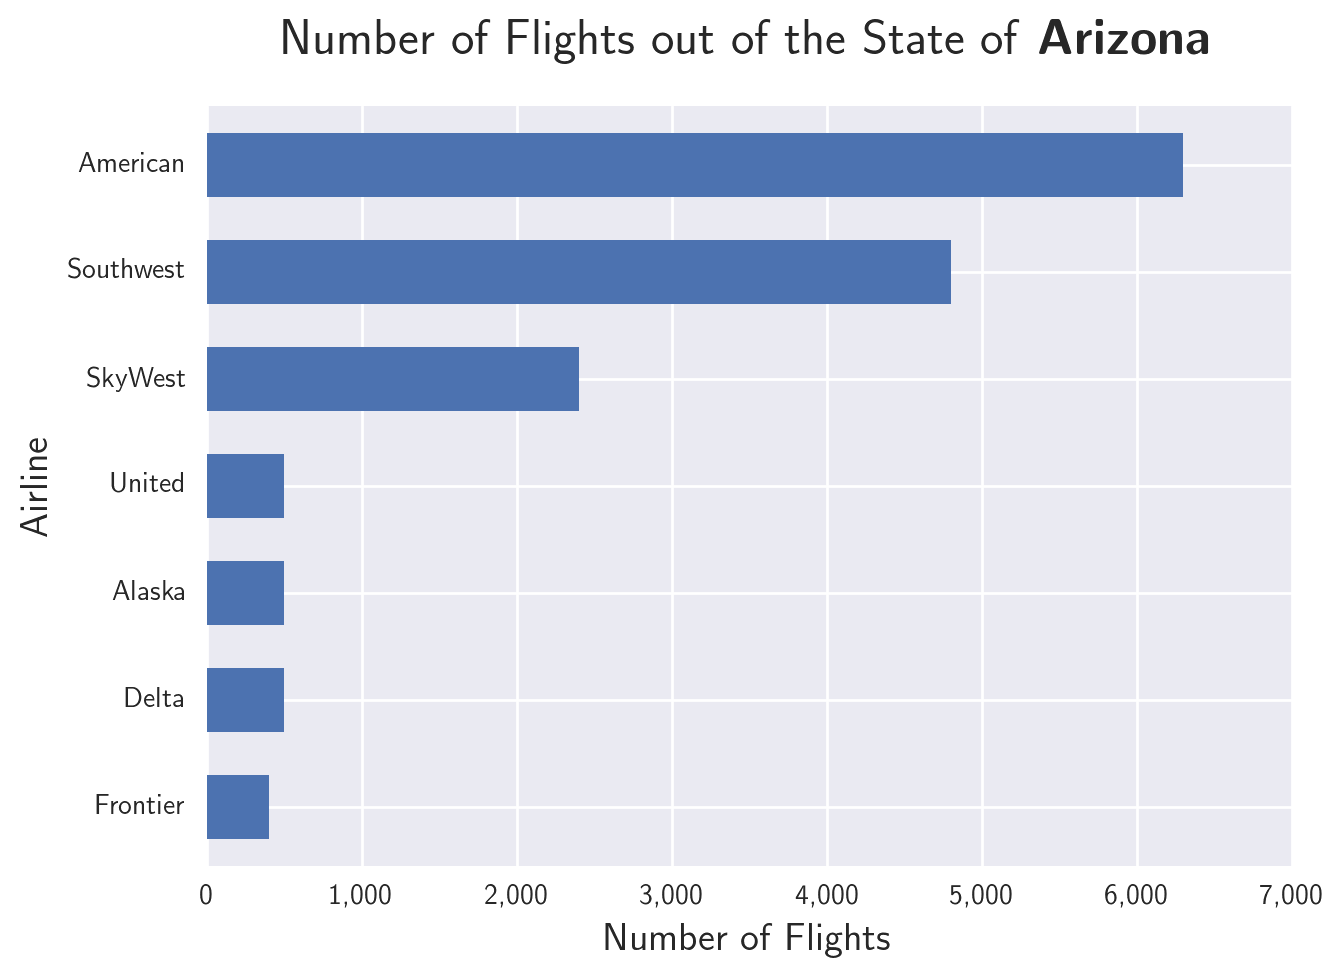 Number of Flights out of the State of Arizona
American
Southwest
SkyWest
United
Alaska
Delta
Frontier
Airline
0 1,000 2,000 3,000 4,000 5,000 6,000 7,000
Number of Flights